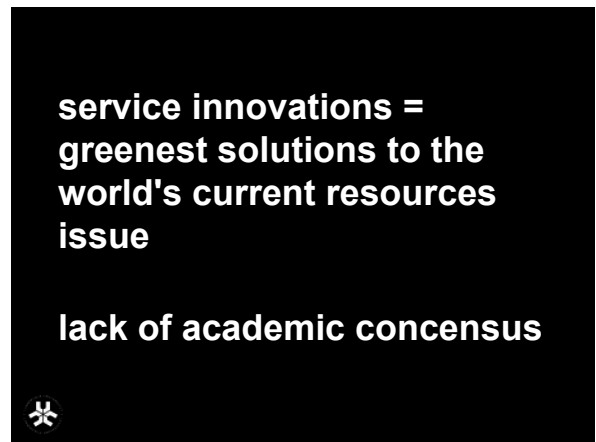 service innovations =
greenest solutions to the
world's current resources
issue
lack of academic concensus